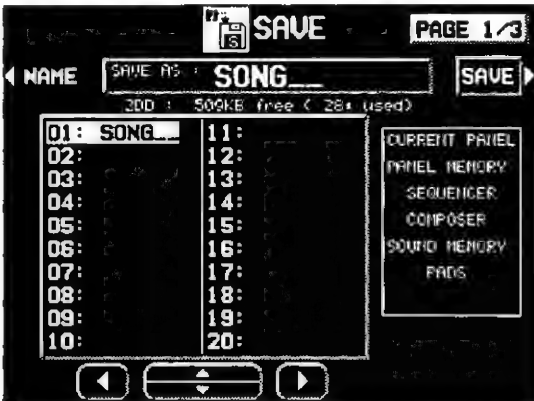 SAVE
PAGE 1/3
NAME
SAVE AS : SONG__
SAVE
2DD : 509KB free ( 28% used)
01: SONG__
02:
03:
04:
05:
06:
07:
08:
09:
10:
11:
12:
13:
14:
15:
16:
17:
18:
19:
20:
CURRENT PANEL
PANEL MEMORY
SEQUENCER
COMPOSER
SOUND MEMORY
PADS